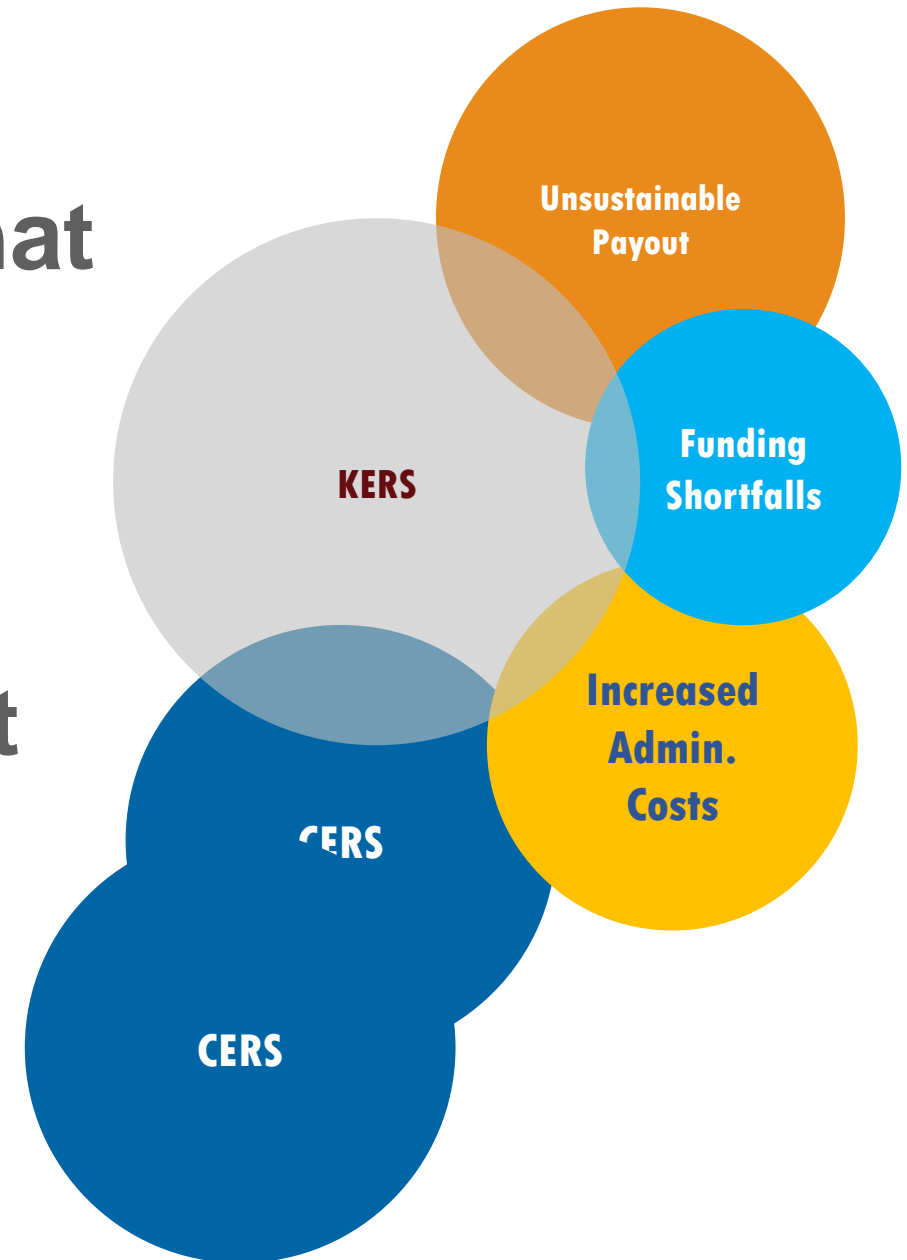 Unsustainable
Payout
Funding
Shortfalls
KERS
Increased
Admin.
Costs
CERS
CERS